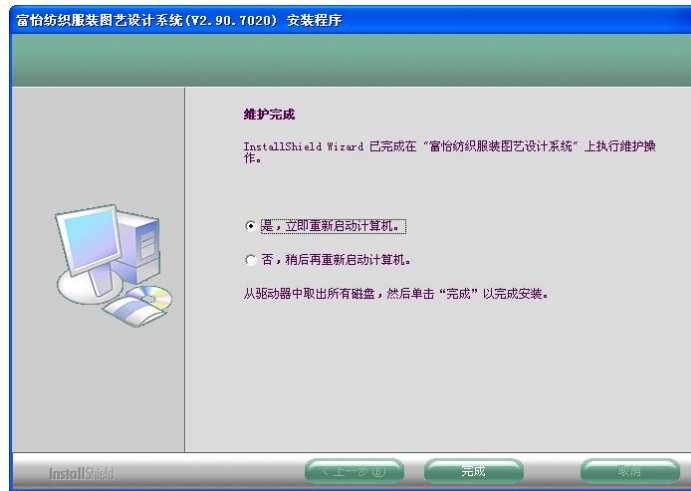 富怡纺织服装图艺设计系统(V2.90.7020) 安装程序
维护完成
InstallShield Wizard 已完成在“富怡纺织服装图艺设计系统”上执行维护操
作。
是，立即重新启动计算机。
否，稍后再重新启动计算机。
从驱动器中取出所有磁盘，然后单击“完成”以完成安装。
InstallShield
< 上一步(B)
完成
取消